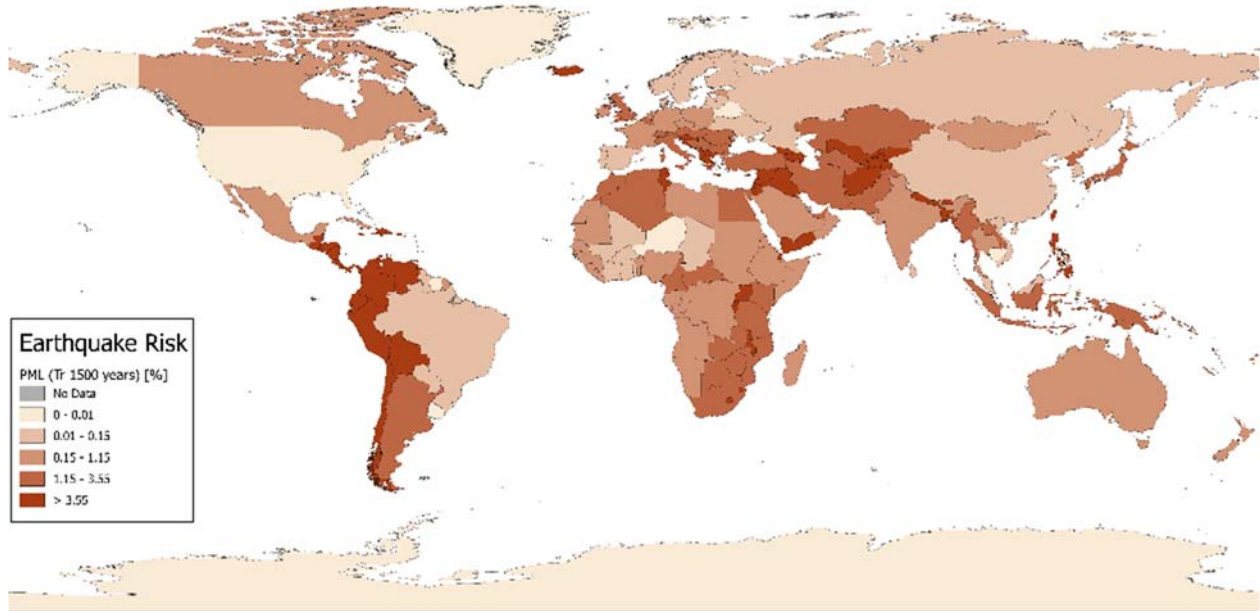 Earthquake Risk
PML (Tr 1500 years) [%]
No Data
0 - 0.01
0.01 - 0.15
0.15 - 1.15
1.15 - 3.55
> 3.55